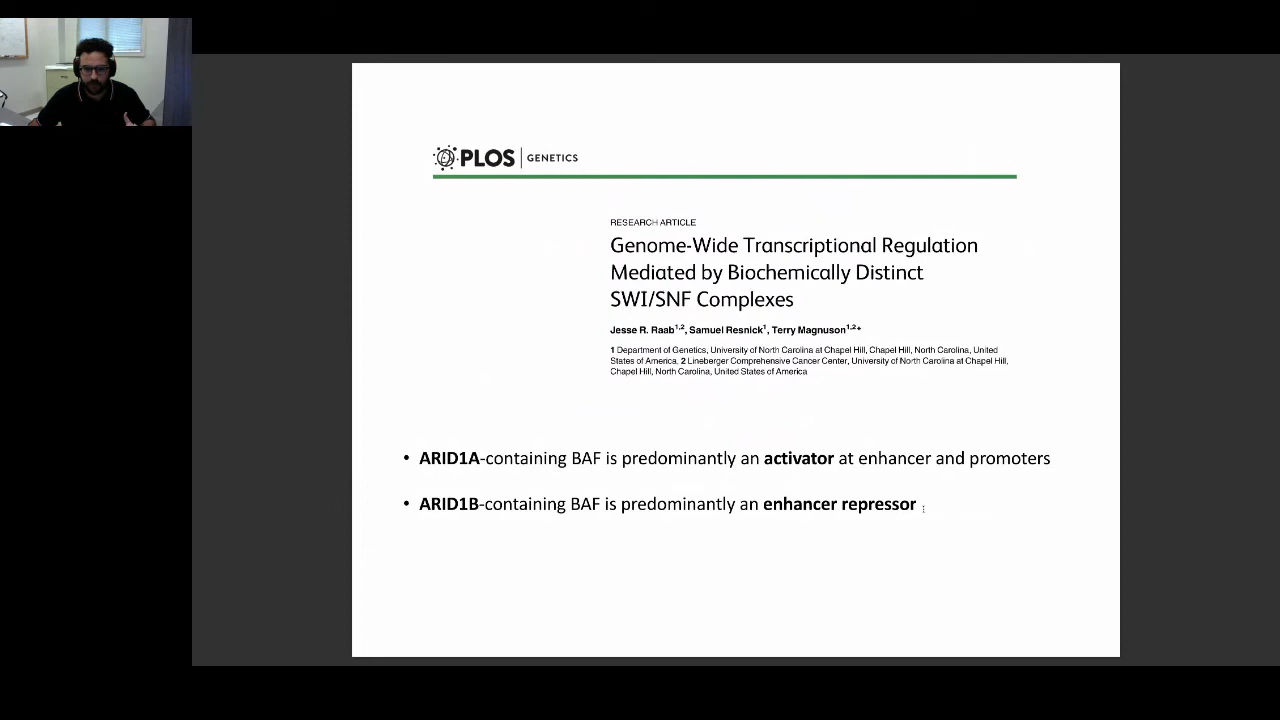 PLOS | GENETICS
RESEARCH ARTICLE
Genome-Wide Transcriptional Regulation
Mediated by Biochemically Distinct
SWI/SNF Complexes
Jesse R. Raab1,2, Samuel Resnick1, Terry Magnuson1,2*
1 Department of Genetics, University of North Carolina at Chapel Hill, Chapel Hill, North Carolina, United
States of America, 2 Lineberger Comprehensive Cancer Center, University of North Carolina at Chapel Hill,
Chapel Hill, North Carolina, United States of America
• ARID1A-containing BAF is predominantly an activator at enhancer and promoters
• ARID1B-containing BAF is predominantly an enhancer repressor